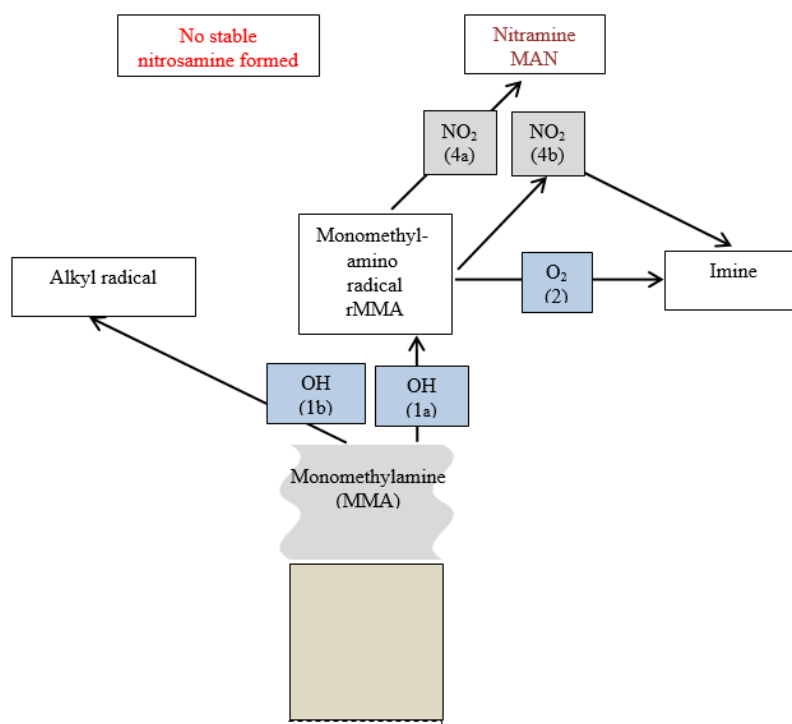 No stable
nitrosamine formed
Nitramine
MAN
NO₂
(4a)
NO₂
(4b)
Monomethyl-
amino
radical
rMMA
Alkyl radical
O₂
(2)
Imine
OH
(1b)
OH
(1a)
Monomethylamine
(MMA)